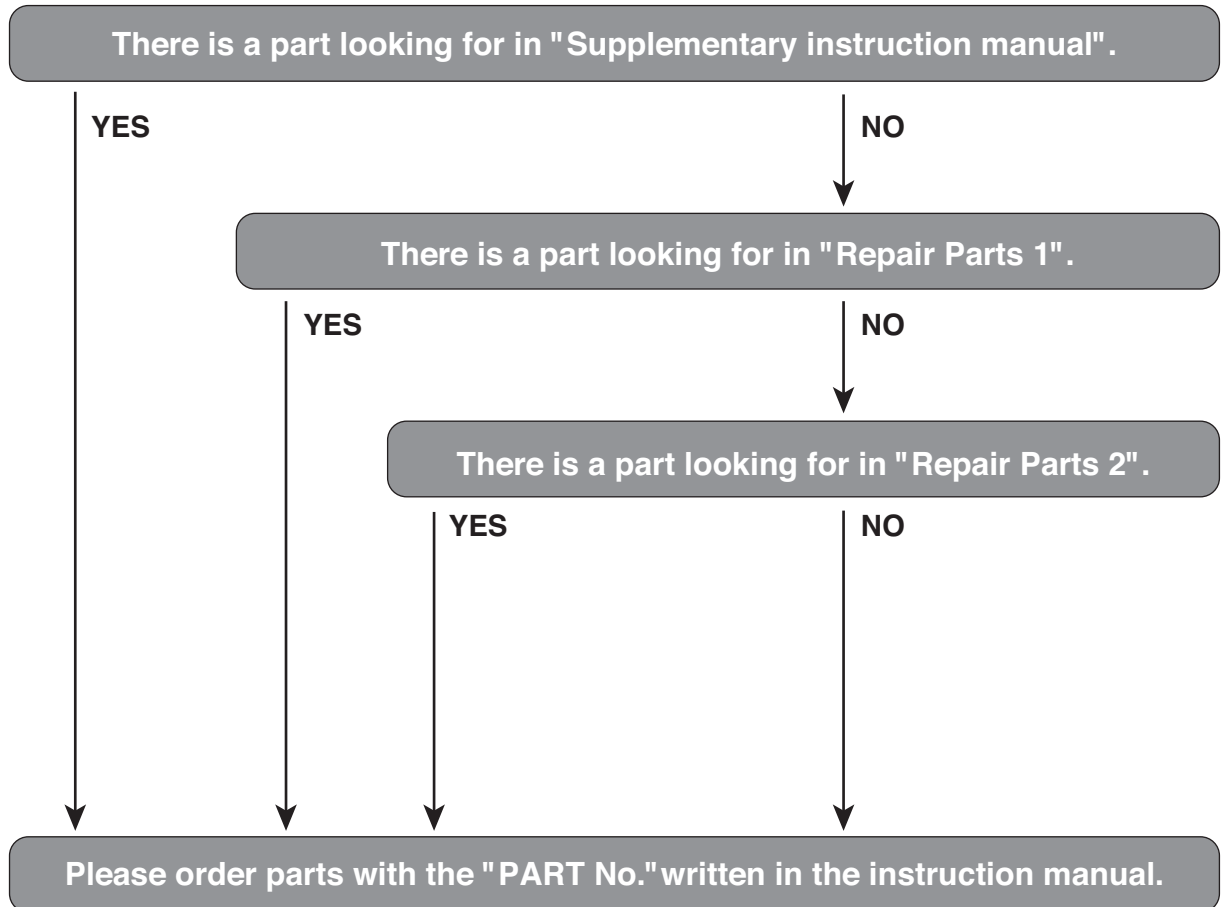 There is a part looking for in "Supplementary instruction manual".
YES
NO
There is a part looking for in "Repair Parts 1".
YES
NO
There is a part looking for in "Repair Parts 2".
YES
NO
Please order parts with the "PART No."written in the instruction manual.